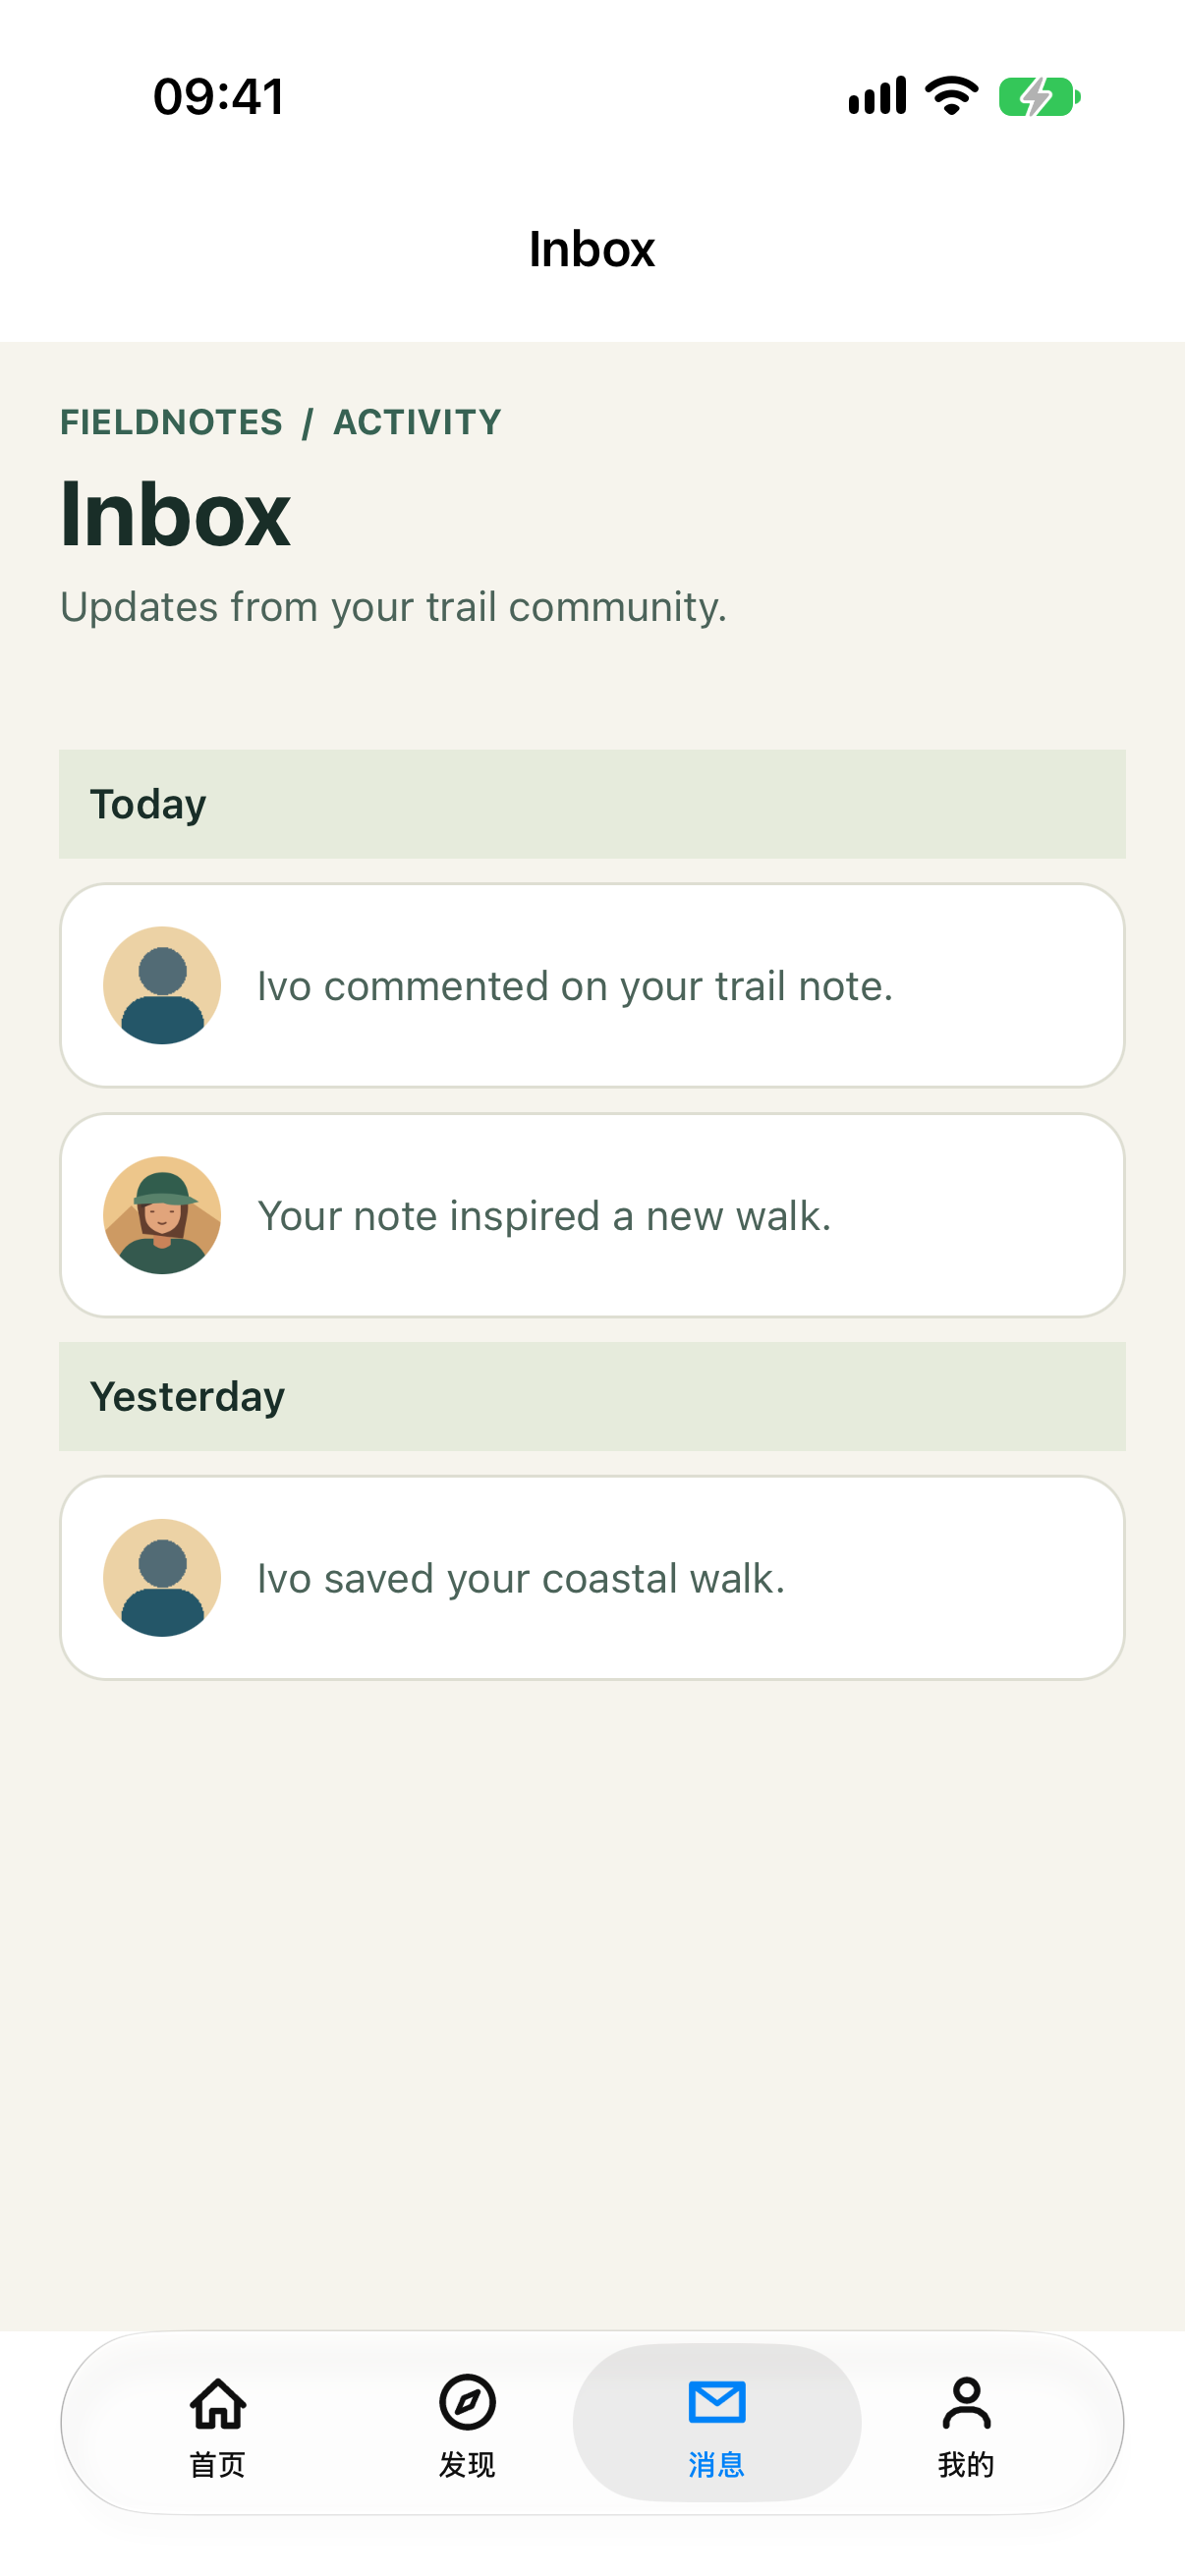 09:41
Inbox
FIELDNOTES / ACTIVITY
Inbox
Updates from your trail community.
Today
Ivo commented on your trail note.
Your note inspired a new walk.
Yesterday
Ivo saved your coastal walk.
首页
发现
消息
我的